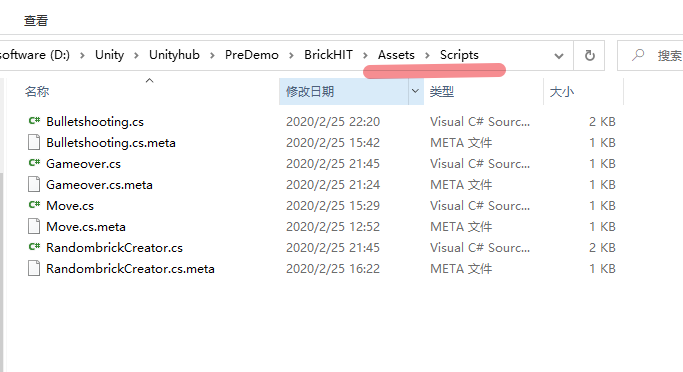 查看
software (D:) Unity Unityhub PreDemo BrickHIT Assets Scripts 搜索
名称 修改日期 类型 大小
C# Bulletshooting.cs 2020/2/25 22:20 Visual C# Sourc... 2 KB
Bulletshooting.cs.meta 2020/2/25 15:42 META 文件 1 KB
C# Gameover.cs 2020/2/25 21:45 Visual C# Sourc... 1 KB
Gameover.cs.meta 2020/2/25 21:24 META 文件 1 KB
C# Move.cs 2020/2/25 15:29 Visual C# Sourc... 1 KB
Move.cs.meta 2020/2/25 12:52 META 文件 1 KB
C# RandombrickCreator.cs 2020/2/25 21:45 Visual C# Sourc... 2 KB
RandombrickCreator.cs.meta 2020/2/25 16:22 META 文件 1 KB